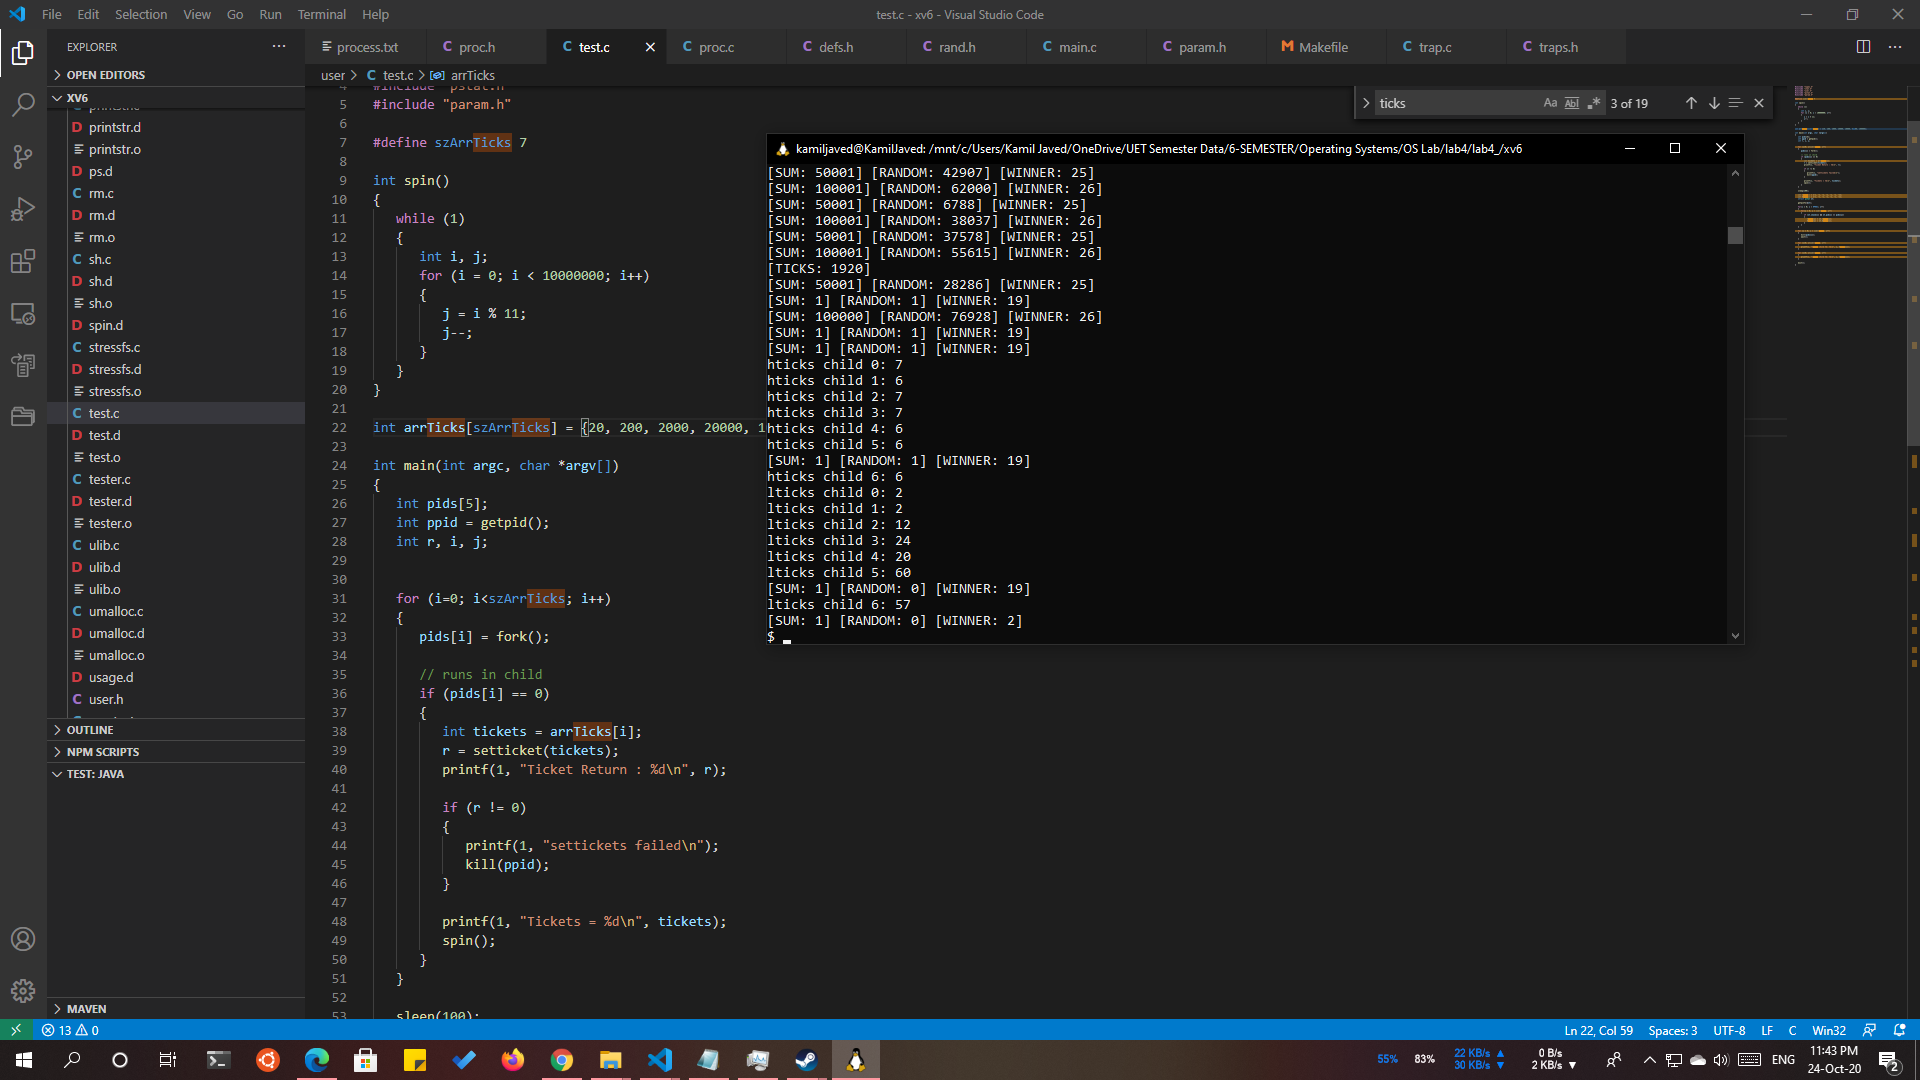 File Edit Selection View Go Run Terminal Help
test.c - xv6 - Visual Studio Code
EXPLORER
OPEN EDITORS
XV6
printstr.d
printstr.o
ps.d
rm.c
rm.d
rm.o
sh.c
sh.d
sh.o
spin.d
stressfs.c
stressfs.d
stressfs.o
test.c
test.d
test.o
tester.c
tester.d
tester.o
ulib.c
ulib.d
ulib.o
umalloc.c
umalloc.d
umalloc.o
usage.d
user.h
OUTLINE
NPM SCRIPTS
TEST: JAVA
MAVEN
process.txt proc.h test.c proc.c defs.h rand.h main.c param.h Makefile trap.c traps.h
user > test.c > arrTicks
ticks
Aa Abl .* 3 of 19
4 #include "pstat.h"
5 #include "param.h"
6
7 #define szArrTicks 7
8
9 int spin()
10 {
11 while (1)
12 {
13 int i, j;
14 for (i = 0; i < 10000000; i++)
15 {
16 j = i % 11;
17 j--;
18 }
19 }
20 }
21
22 int arrTicks[szArrTicks] = {20, 200, 2000, 20000, 1
23
24 int main(int argc, char *argv[])
25 {
26 int pids[5];
27 int ppid = getpid();
28 int r, i, j;
29
30
31 for (i=0; i<szArrTicks; i++)
32 {
33 pids[i] = fork();
34
35 // runs in child
36 if (pids[i] == 0)
37 {
38 int tickets = arrTicks[i];
39 r = setticket(tickets);
40 printf(1, "Ticket Return : %d\n", r);
41
42 if (r != 0)
43 {
44 printf(1, "settickets failed\n");
45 kill(ppid);
46 }
47
48 printf(1, "Tickets = %d\n", tickets);
49 spin();
50 }
51 }
52
53 sleep(100);
kamiljaved@KamilJaved: /mnt/c/Users/Kamil Javed/OneDrive/UET Semester Data/6-SEMESTER/Operating Systems/OS Lab/lab4/lab4_/xv6
[SUM: 50001] [RANDOM: 42907] [WINNER: 25]
[SUM: 100001] [RANDOM: 62000] [WINNER: 26]
[SUM: 50001] [RANDOM: 6788] [WINNER: 25]
[SUM: 100001] [RANDOM: 38037] [WINNER: 26]
[SUM: 50001] [RANDOM: 37578] [WINNER: 25]
[SUM: 100001] [RANDOM: 55615] [WINNER: 26]
[TICKS: 1920]
[SUM: 50001] [RANDOM: 28286] [WINNER: 25]
[SUM: 1] [RANDOM: 1] [WINNER: 19]
[SUM: 100000] [RANDOM: 76928] [WINNER: 26]
[SUM: 1] [RANDOM: 1] [WINNER: 19]
[SUM: 1] [RANDOM: 1] [WINNER: 19]
hticks child 0: 7
hticks child 1: 6
hticks child 2: 7
hticks child 3: 7
hticks child 4: 6
hticks child 5: 6
[SUM: 1] [RANDOM: 1] [WINNER: 19]
hticks child 6: 6
lticks child 0: 2
lticks child 1: 2
lticks child 2: 12
lticks child 3: 24
lticks child 4: 20
lticks child 5: 60
[SUM: 1] [RANDOM: 0] [WINNER: 19]
lticks child 6: 57
[SUM: 1] [RANDOM: 0] [WINNER: 2]
$
13 0
Ln 22, Col 59 Spaces: 3 UTF-8 LF C Win32
55% 83% 22 KB/s 30 KB/s 0 B/s 2 KB/s ENG 11:43 PM
24-Oct-20 2